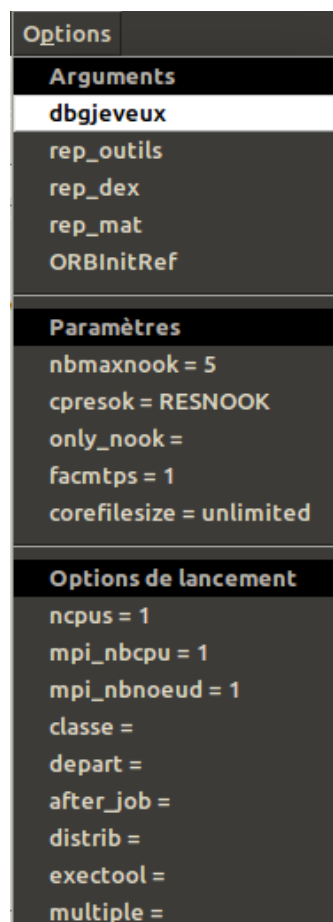 Options
Arguments
dbgjeveux
rep_outils
rep_dex
rep_mat
ORBInitRef
Paramètres
nbmaxnook = 5
cpresok = RESNOOK
only_nook =
facmtps = 1
corefilesize = unlimited
Options de lancement
ncpus = 1
mpi_nbcpu = 1
mpi_nbnoeud = 1
classe =
depart =
after_job =
distrib =
exectool =
multiple =